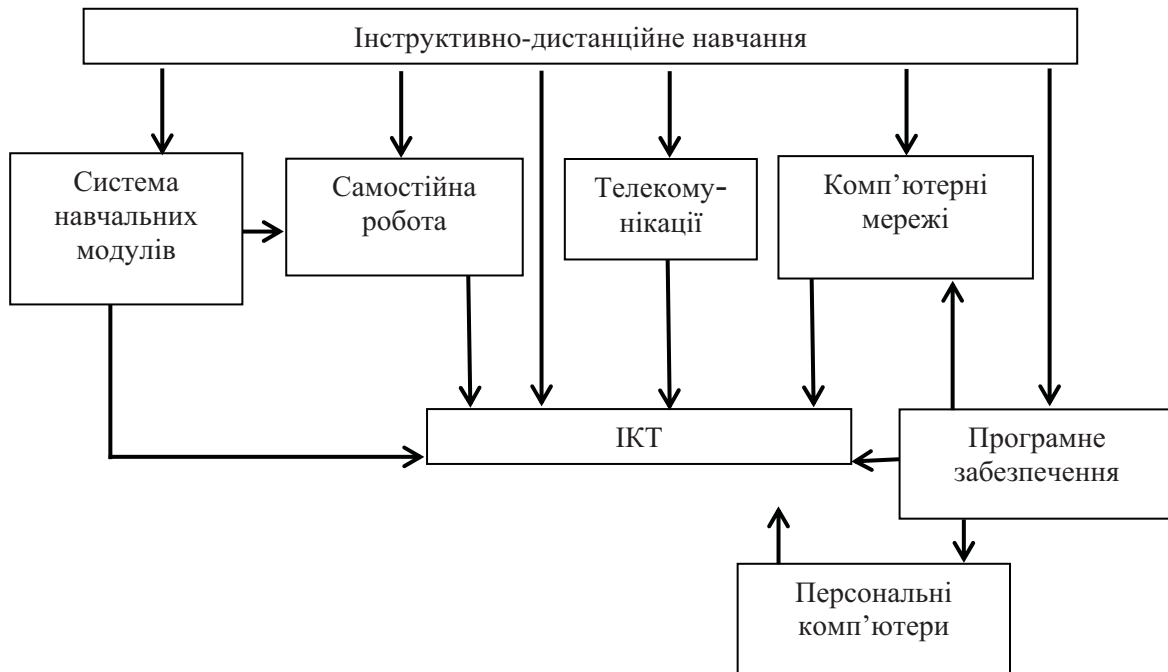 Інструктивно-дистанційне навчання
Система
навчальних
модулів
Самостійна
робота
Телекому-
нікації
Комп’ютерні
мережі
ІКТ
Програмне
забезпечення
Персональні
комп’ютери